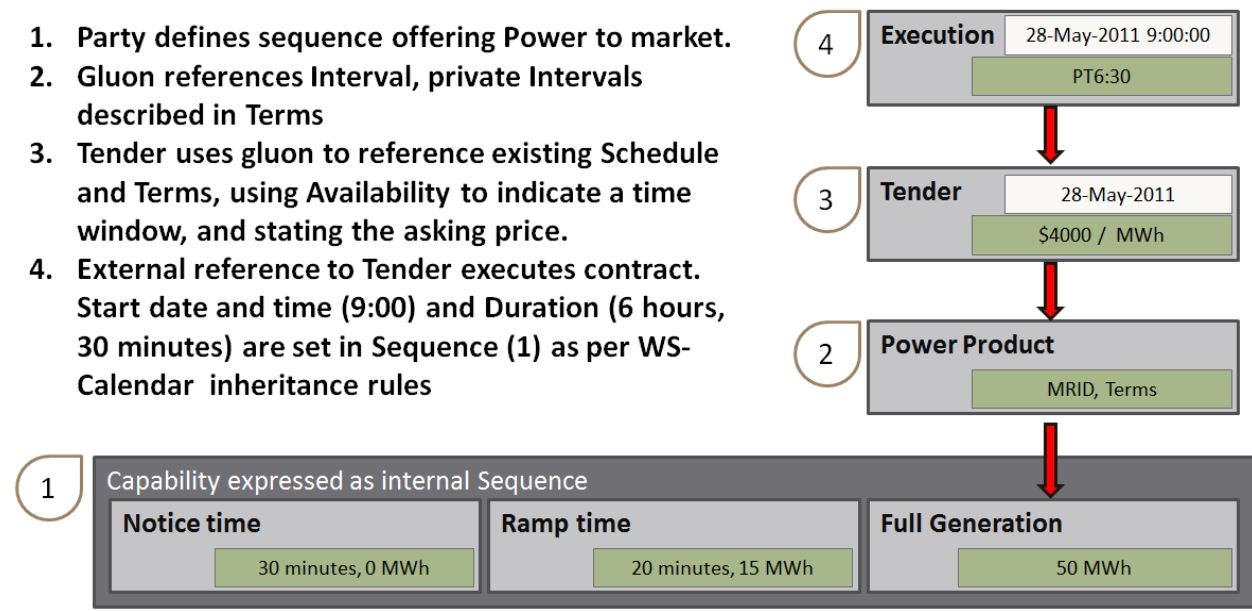 1. Party defines sequence offering Power to market.
2. Gluon references Interval, private Intervals
described in Terms
3. Tender uses gluon to reference existing Schedule
and Terms, using Availability to indicate a time
window, and stating the asking price.
4. External reference to Tender executes contract.
Start date and time (9:00) and Duration (6 hours,
30 minutes) are set in Sequence (1) as per WS-
Calendar inheritance rules
4
Execution
28-May-2011 9:00:00
PT6:30
3
Tender
28-May-2011
$4000 / MWh
2
Power Product
MRID, Terms
1
Capability expressed as internal Sequence
Notice time
30 minutes, 0 MWh
Ramp time
20 minutes, 15 MWh
Full Generation
50 MWh